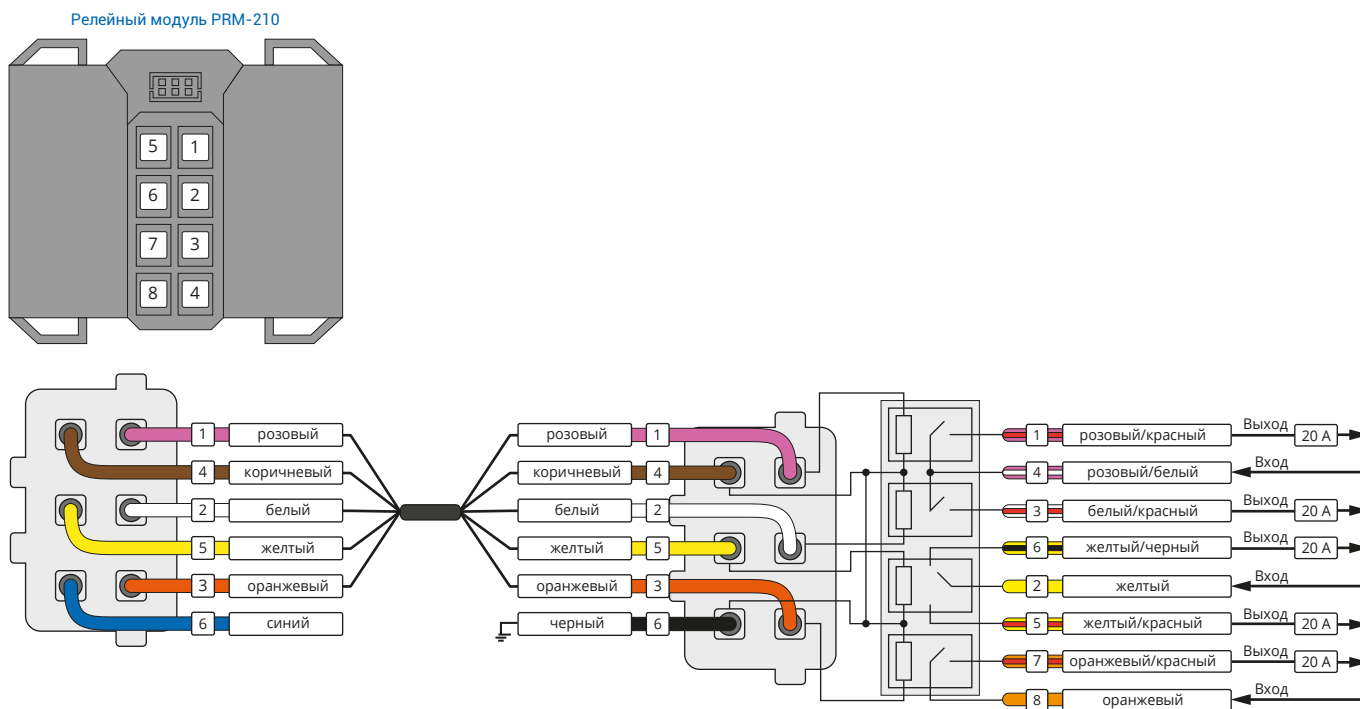 Релейный модуль PRM-210
5 1
6 2
7 3
8 4
1 розовый розовый 1 1 розовый/красный Выход 20 А
4 коричневый коричневый 4 4 розовый/белый Вход
2 белый белый 2 3 белый/красный Выход 20 А
5 желтый желтый 5 6 желтый/черный Выход 20 А
3 оранжевый оранжевый 3 2 желтый Вход
6 синий черный 6 5 желтый/красный Выход 20 А
7 оранжевый/красный Выход 20 А
8 оранжевый Вход